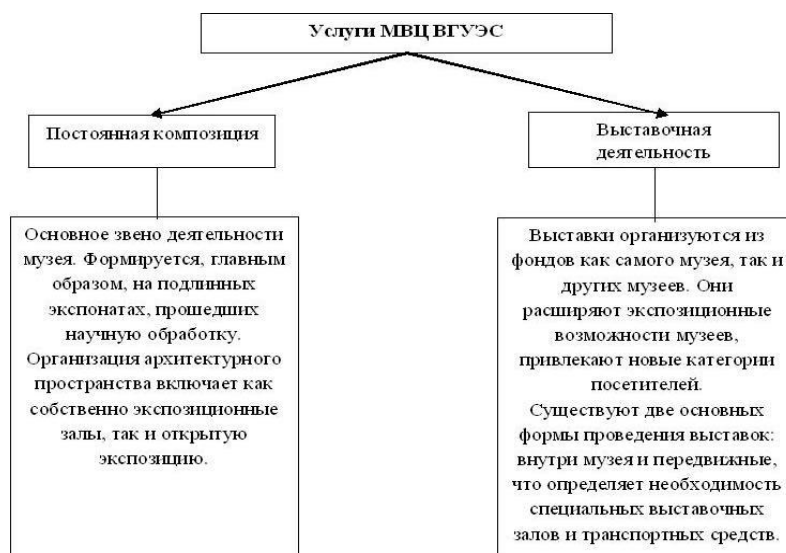 Услуги МВЦ ВГУЭС
Постоянная композиция
Выставочная
деятельность
Основное звено деятельности
музея. Формируется, главным
образом, на подлинных
экспонатах, прошедших
научную обработку.
Организация архитектурного
пространства включает как
собственно экспозиционные
залы, так и открытую
экспозицию.
Выставки организуются из
фондов как самого музея, так и
других музеев. Они
расширяют экспозиционные
возможности музеев,
привлекают новые категории
посетителей.
Существуют две основных
формы проведения выставок:
внутри музея и передвижные,
что определяет необходимость
специальных выставочных
залов и транспортных средств.